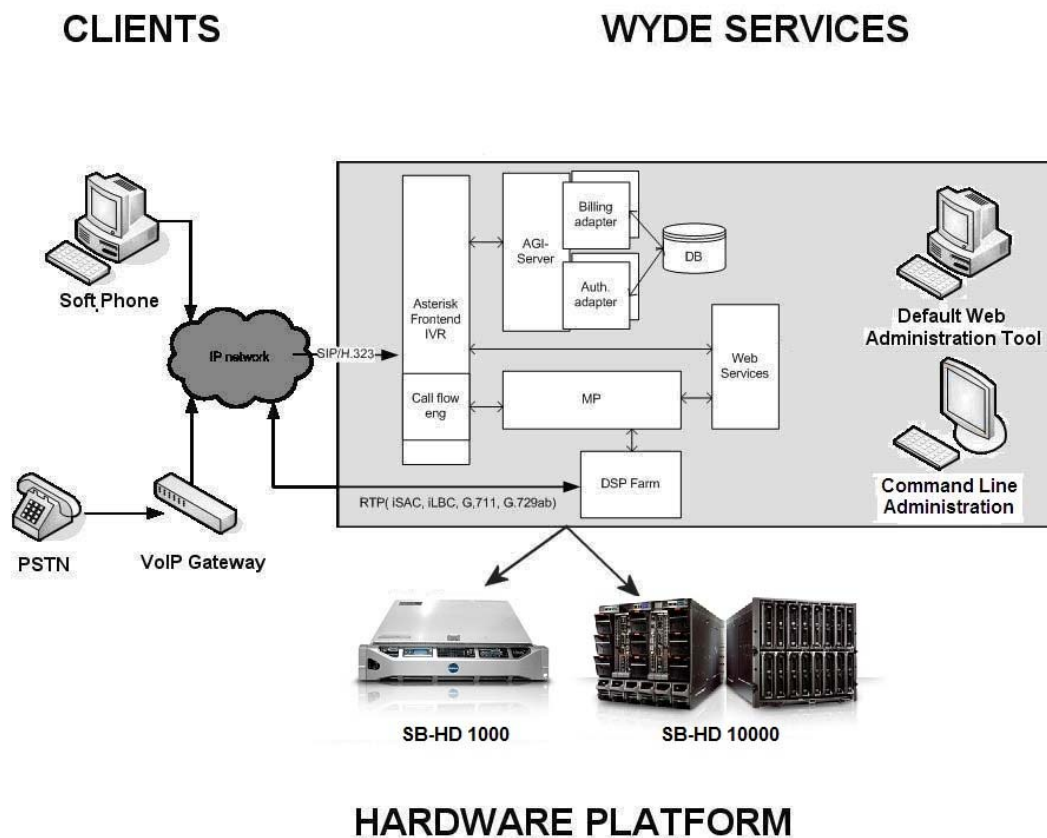 CLIENTS
WYDE SERVICES
Soft Phone
IP network
SIP/H.323
PSTN
VoIP Gateway
Asterisk
Frontend
IVR
Call flow
eng
AGI-
Server
Billing
adapter
Auth.
adapter
DB
Web
Services
MP
DSP Farm
RTP( iSAC, iLBC, G,711, G.729ab)
Default Web
Administration Tool
Command Line
Administration
SB-HD 1000
SB-HD 10000
HARDWARE PLATFORM